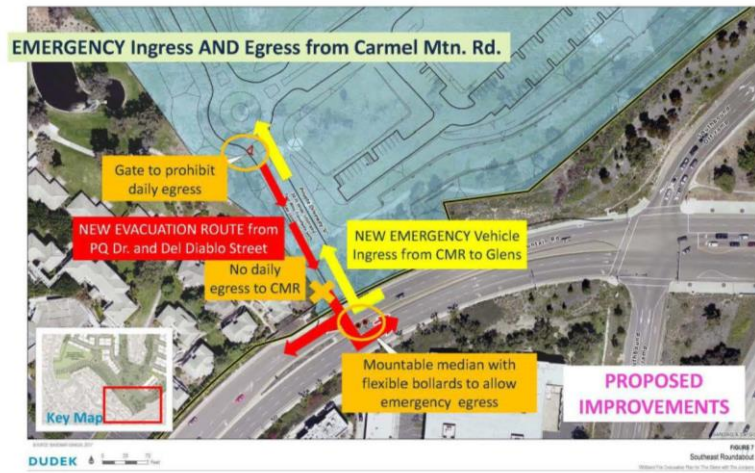 EMERGENCY Ingress AND Egress from Carmel Mtn. Rd.
Gate to prohibit
daily egress
NEW EVACUATION ROUTE from
PQ Dr. and Del Diablo Street
NEW EMERGENCY Vehicle
Ingress from CMR to Glens
No daily
egress to CMR
Mountable median with
flexible bollards to allow
emergency egress
PROPOSED
IMPROVEMENTS
Key Map
DUDEK
FIGURE 7
Southeast Roundabout